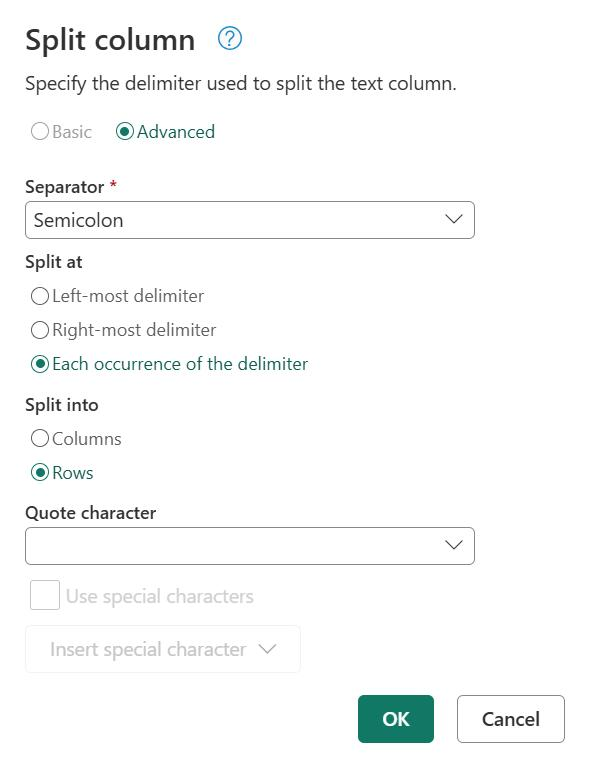 Split column ?
Specify the delimiter used to split the text column.
Basic Advanced
Separator *
Semicolon
Split at
Left-most delimiter
Right-most delimiter
Each occurrence of the delimiter
Split into
Columns
Rows
Quote character
Use special characters
Insert special character
OK Cancel